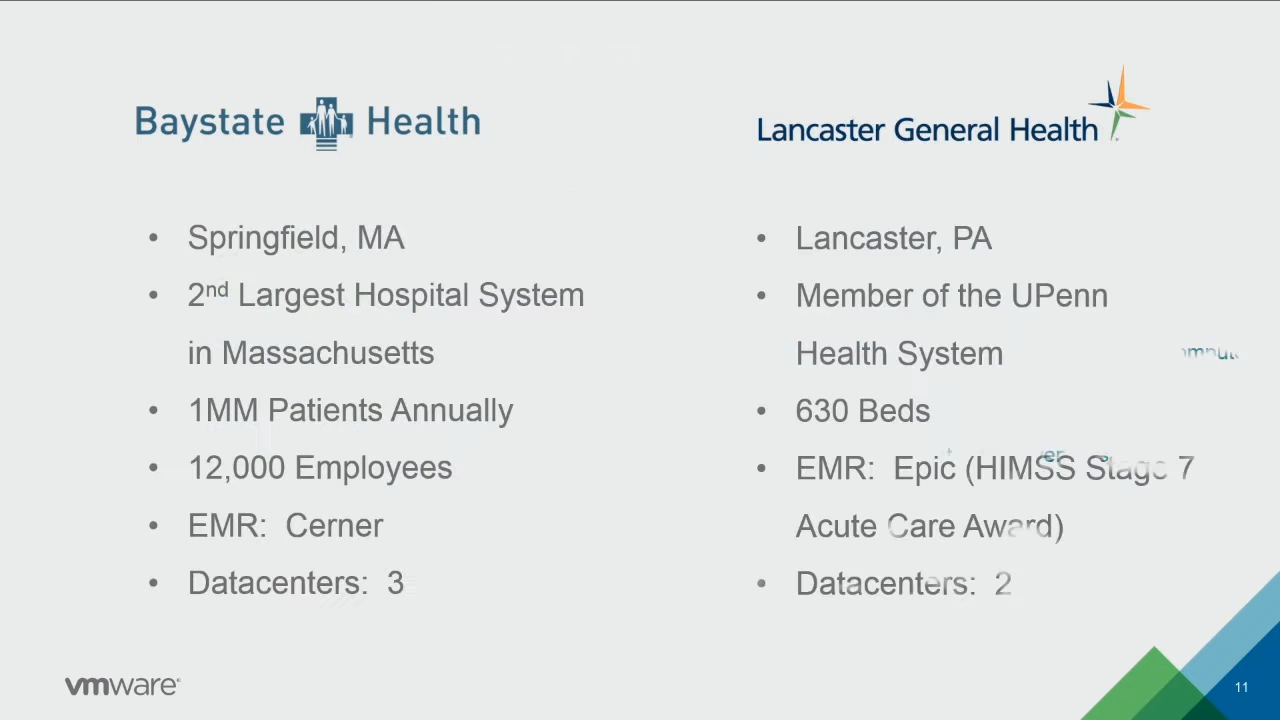 Baystate Health
Springfield, MA
2nd Largest Hospital System
in Massachusetts
1MM Patients Annually
12,000 Employees
EMR: Cerner
Datacenters: 3
Lancaster General Health
Lancaster, PA
Member of the UPenn
Health System
630 Beds
EMR: Epic (HIMSS Stage 7
Acute Care Award)
Datacenters: 2
vmware
11